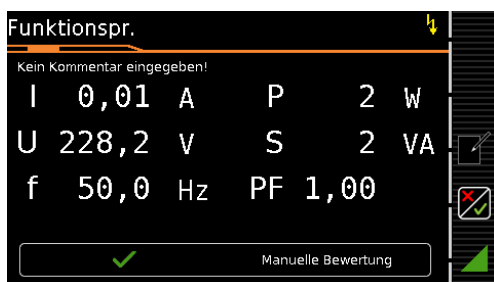 Funktionspr.
Kein Kommentar eingegeben!
I 0,01 A P 2 W
U 228,2 V S 2 VA
f 50,0 Hz PF 1,00
Manuelle Bewertung